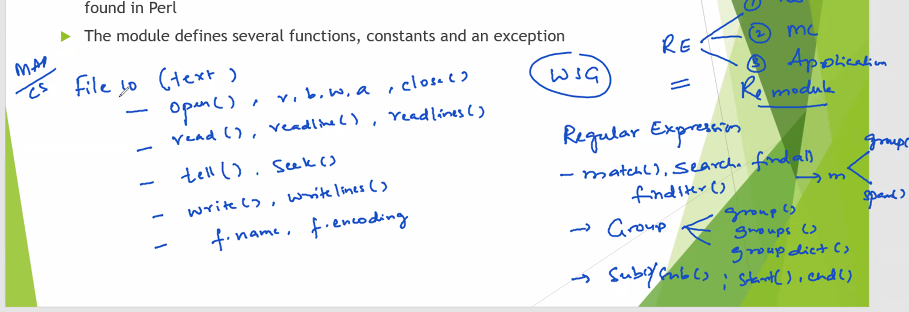 found in Perl
The module defines several functions, constants and an exception
MAP
CS
File IO (text)
- open(), r, b, w, a, close()
- read(), readline(), readlines()
- tell(), seek()
- write(), writelines()
- f.name, f.encoding
WSG
RE
①
② MC
③ Application
= Re module
Regular Expression
- match(), search, findall
finditer()
→ m
group(
span()
→ Group
group()
groups()
groupdict()
→ Sub()/subn(); start(), end()